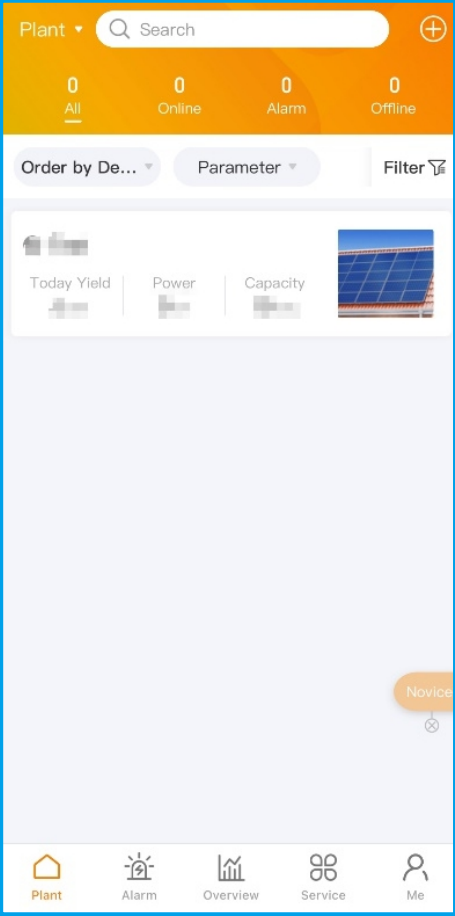 Plant
Search
0 0 0 0
All Online Alarm Offline
Order by De... Parameter Filter
Today Yield Power Capacity
Novice
Plant Alarm Overview Service Me